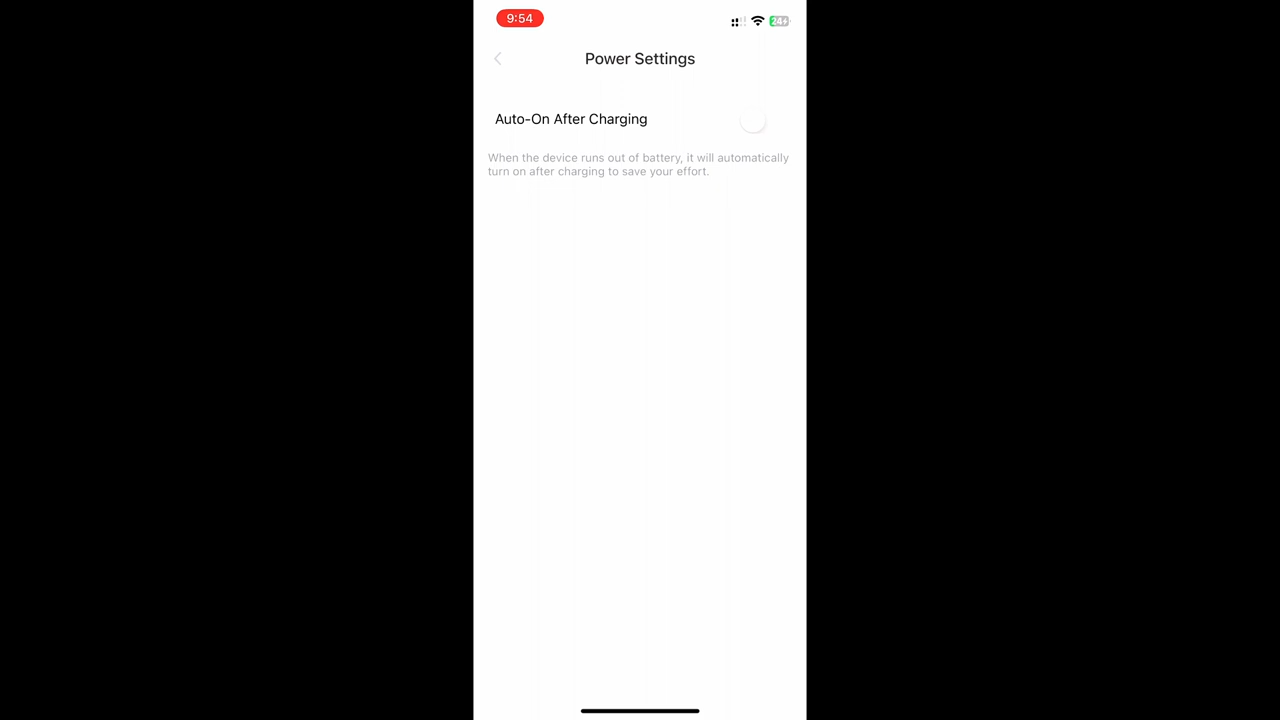 9:54
24
Power Settings
Auto-On After Charging
When the device runs out of battery, it will automatically
turn on after charging to save your effort.